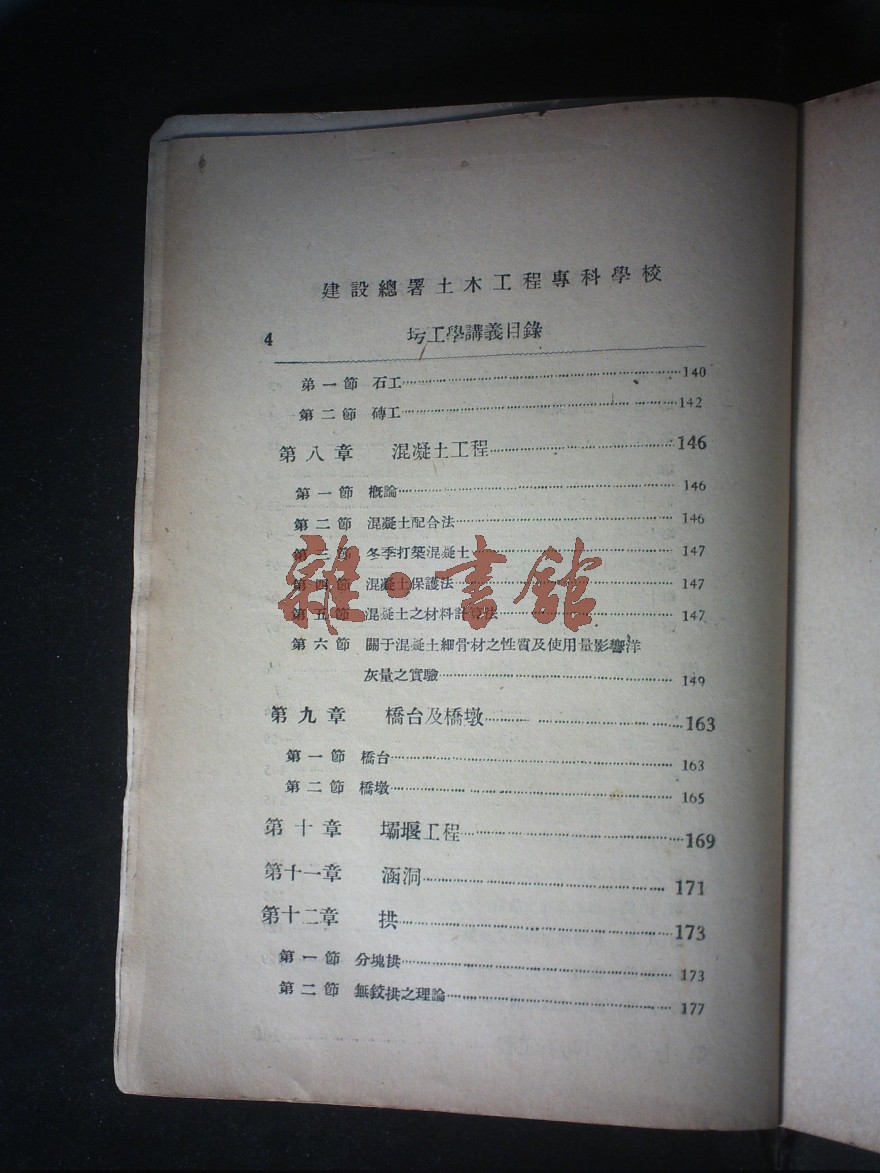 建設總署土木工程專科學校
4 圬工學講義目錄
第一節 石工……140
第二節 磚工……142
第八章 混凝土工程……146
第一節 概論……146
第二節 混凝土配合法……146
第三節 冬季打築混凝土……147
第四節 混凝土保護法……147
第五節 混凝土之材料計算法……147
第六節 關于混凝土細骨材之性質及使用量影響洋
灰量之實驗……149
第九章 橋台及橋墩……163
第一節 橋台……163
第二節 橋墩……165
第十章 壩堰工程……169
第十一章 涵洞……171
第十二章 拱……173
第一節 分塊拱……173
第二節 無鉸拱之理論……177
雜·書館